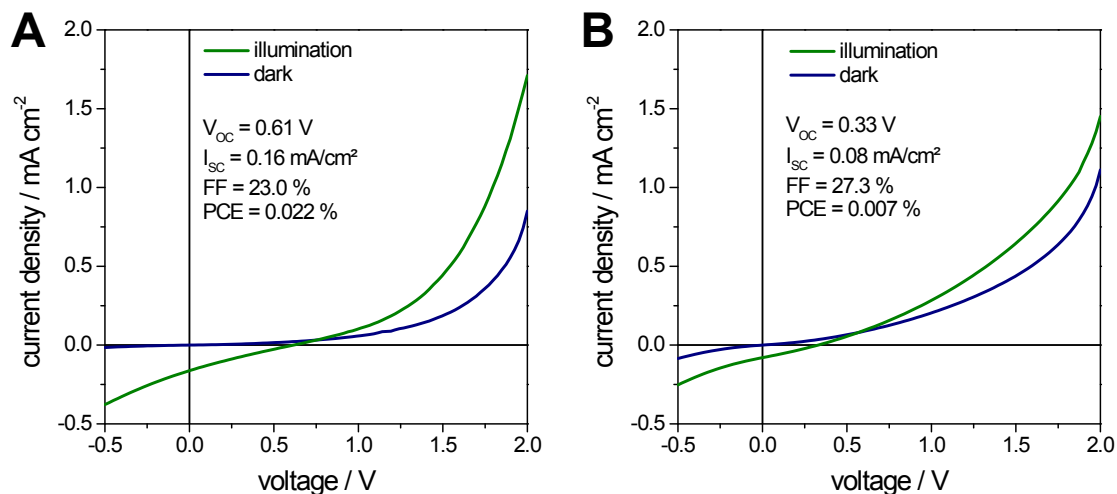 A
illumination
dark
V_OC = 0.61 V
I_SC = 0.16 mA/cm²
FF = 23.0 %
PCE = 0.022 %
2.0
1.5
1.0
0.5
0.0
-0.5
current density / mA cm⁻²
-0.5 0.0 0.5 1.0 1.5 2.0
voltage / V
B
illumination
dark
V_OC = 0.33 V
I_SC = 0.08 mA/cm²
FF = 27.3 %
PCE = 0.007 %
2.0
1.5
1.0
0.5
0.0
-0.5
current density / mA cm⁻²
-0.5 0.0 0.5 1.0 1.5 2.0
voltage / V